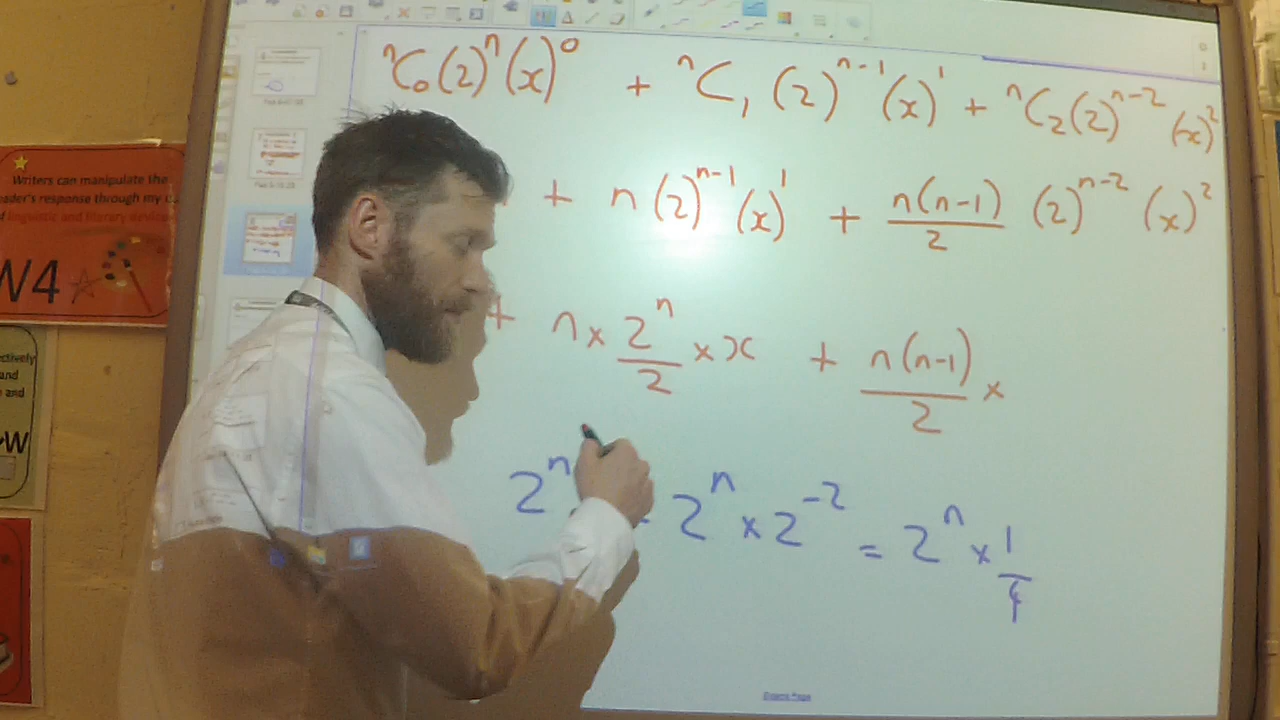 ⁿC₀(2)ⁿ(x)⁰ + ⁿC₁(2)ⁿ⁻¹(x)¹ + ⁿC₂(2)ⁿ⁻²(x)²
+ n(2)ⁿ⁻¹(x)¹ + n(n-1)/2 (2)ⁿ⁻²(x)²
+ n × 2ⁿ/2 × x + n(n-1)/2 ×
2ⁿ = 2ⁿ × 2⁻² = 2ⁿ × 1/4
Writers can manipulate the
response through my
linguistic and literary devices
W4
and
and
W